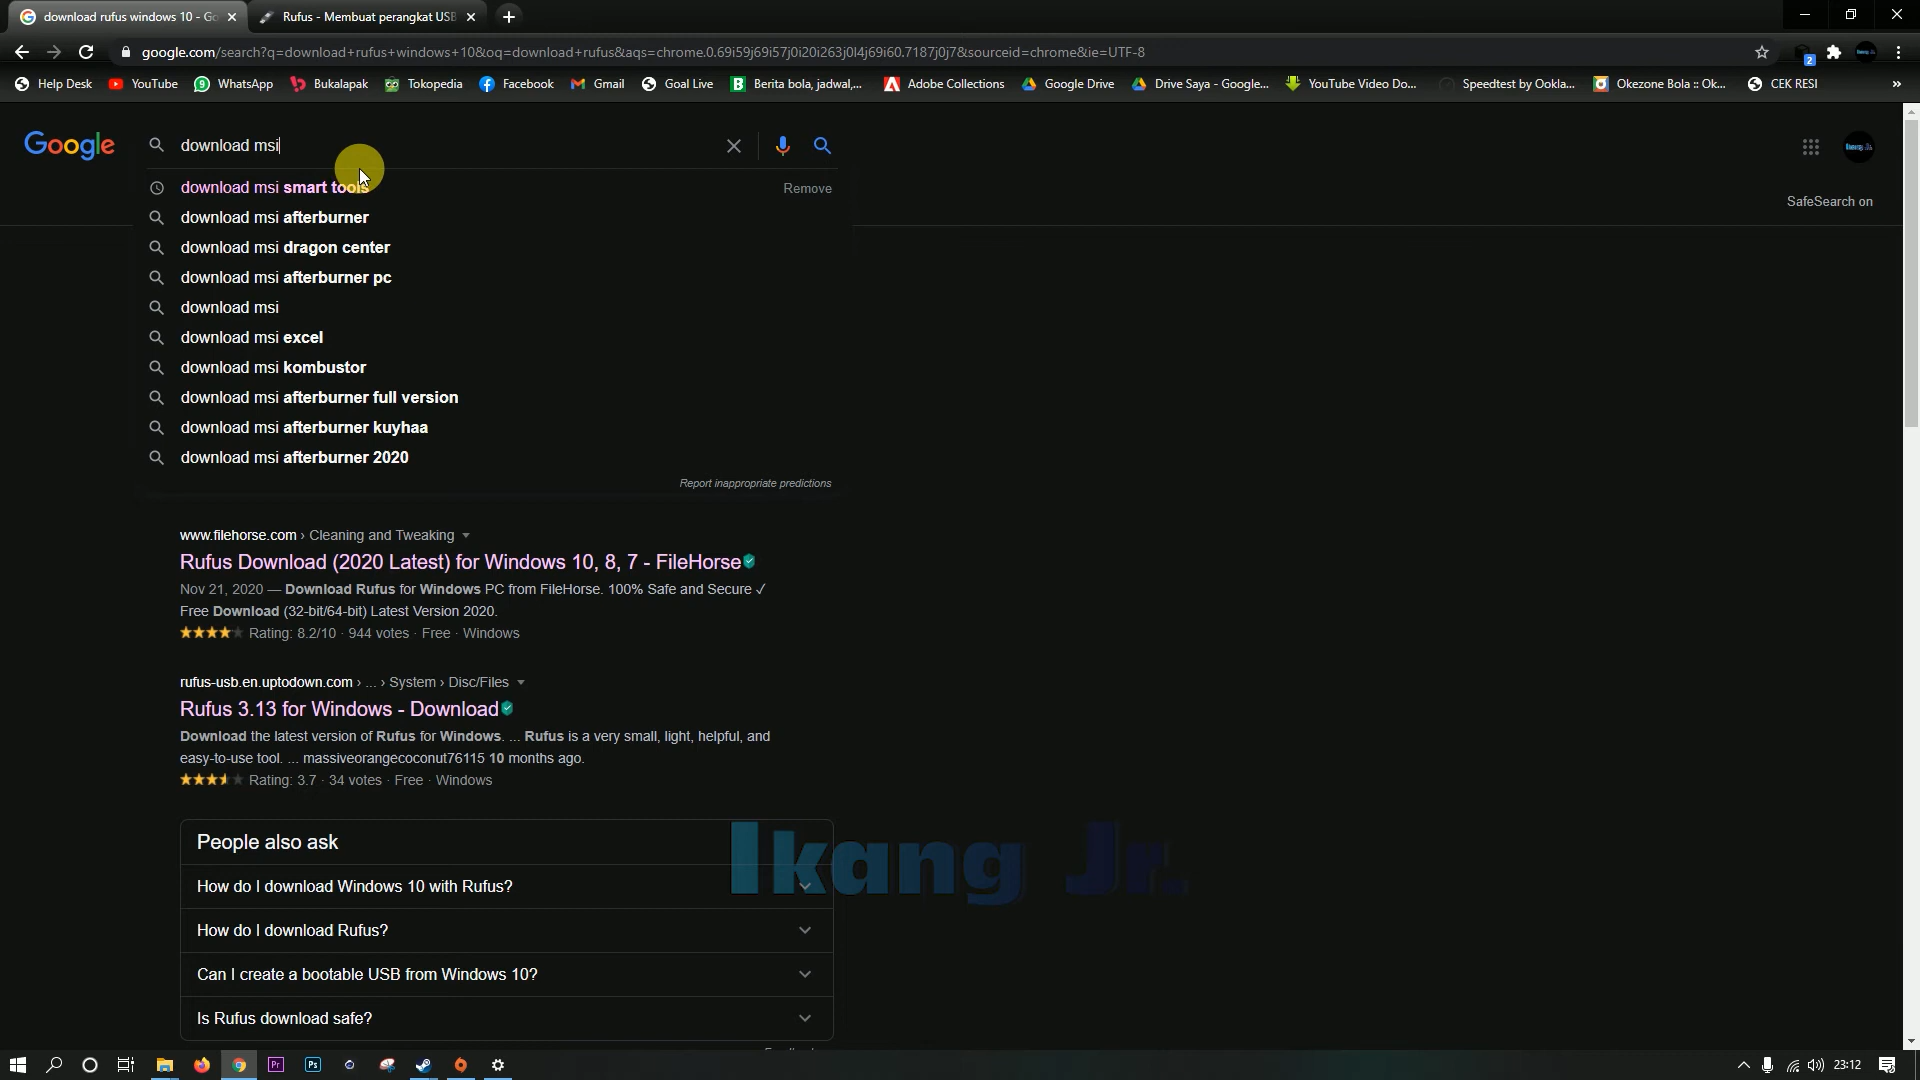 download rufus windows 10 - Go
Rufus - Membuat perangkat USB
google.com/search?q=download+rufus+windows+10&oq=download+rufus&aqs=chrome.0.69i59j69i57j0i20i263j0l4j69i60.7187j0j7&sourceid=chrome&ie=UTF-8
2
Help Desk
YouTube
WhatsApp
Bukalapak
Tokopedia
Facebook
Gmail
Goal Live
Berita bola, jadwal,...
Adobe Collections
Google Drive
Drive Saya - Google...
YouTube Video Do...
Speedtest by Ookla...
Okezone Bola :: Ok...
CEK RESI
»
Google
download msi
download msi smart tools
Remove
SafeSearch on
download msi afterburner
download msi dragon center
download msi afterburner pc
download msi
download msi excel
download msi kombustor
download msi afterburner full version
download msi afterburner kuyhaa
download msi afterburner 2020
Report inappropriate predictions
www.filehorse.com › Cleaning and Tweaking
Rufus Download (2020 Latest) for Windows 10, 8, 7 - FileHorse
Nov 21, 2020 — Download Rufus for Windows PC from FileHorse. 100% Safe and Secure ✓
Free Download (32-bit/64-bit) Latest Version 2020.
Rating: 8.2/10 · 944 votes · Free · Windows
rufus-usb.en.uptodown.com › ... › System › Disc/Files
Rufus 3.13 for Windows - Download
Download the latest version of Rufus for Windows. ... Rufus is a very small, light, helpful, and
easy-to-use tool. ... massiveorangecoconut76115 10 months ago.
Rating: 3.7 · 34 votes · Free · Windows
People also ask
Ikang Jr.
How do I download Windows 10 with Rufus?
How do I download Rufus?
Can I create a bootable USB from Windows 10?
Is Rufus download safe?
Pr
Ps
23:12